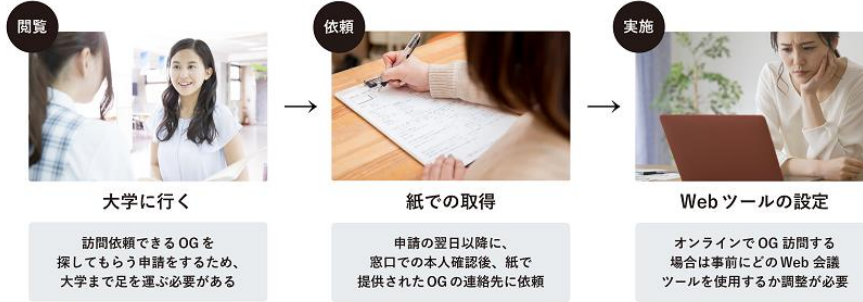 閲覧
大学に行く
訪問依頼できるOGを
探してもらう申請をするため、
大学まで足を運ぶ必要がある
依頼
紙での取得
申請の翌日以降に、
窓口での本人確認後、紙で
提供されたOGの連絡先に依頼
実施
Webツールの設定
オンラインでOG訪問する
場合は事前にどのWeb会議
ツールを使用するか調整が必要